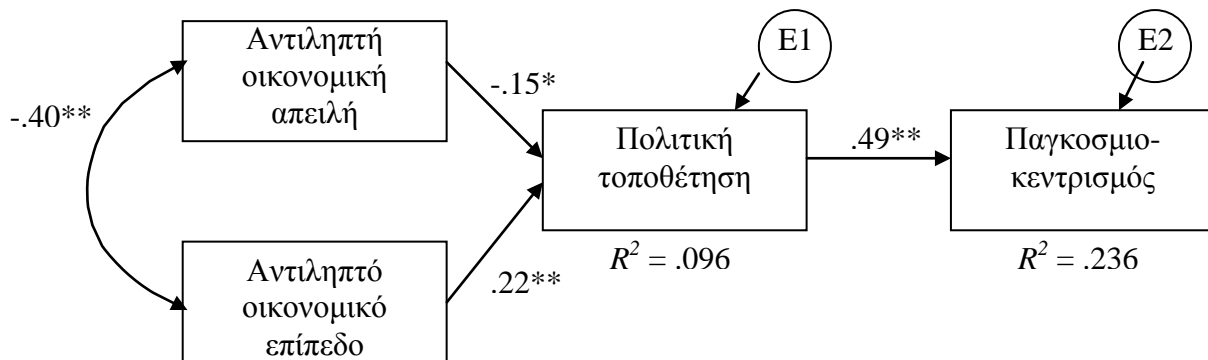 Αντιληπτή
οικονομική
απειλή
E1
E2
-.40**
-.15*
Πολιτική
τοποθέτηση
.49**
Παγκοσμιο-
κεντρισμός
R² = .096
R² = .236
Αντιληπτό
οικονομικό
επίπεδο
.22**